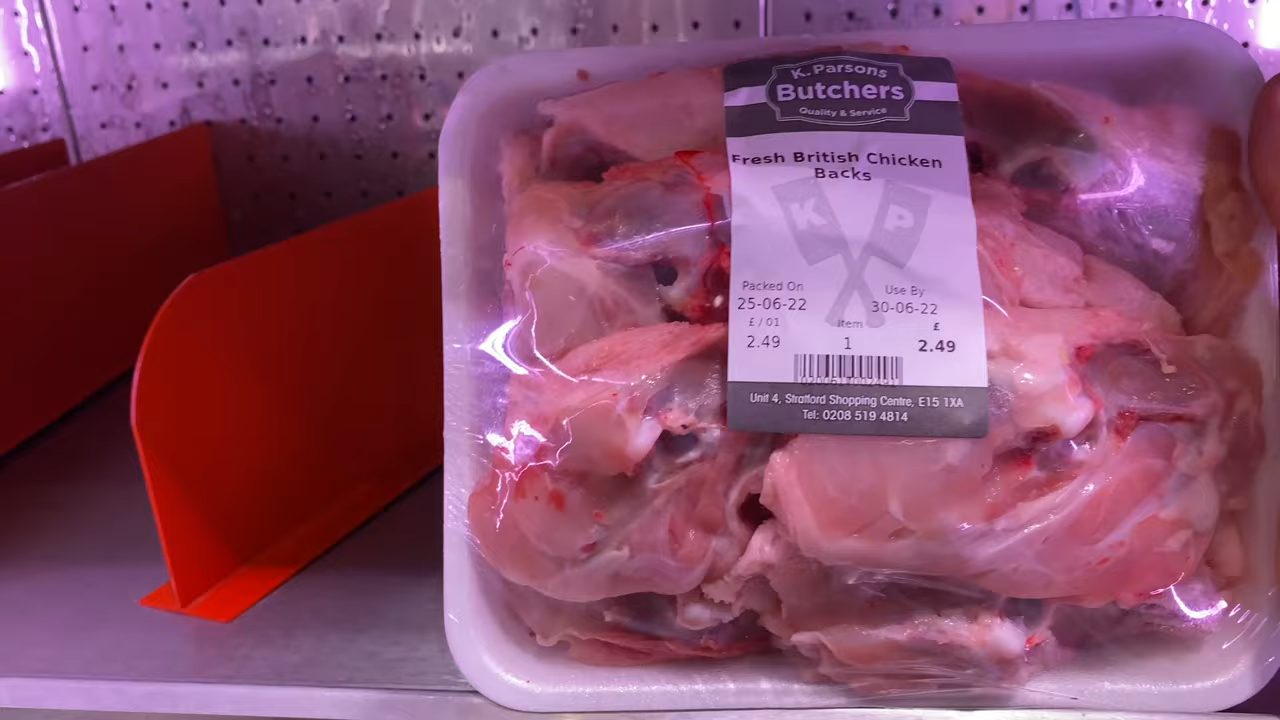 K. Parsons
Butchers
Quality & Service
Fresh British Chicken
Backs
K P
Packed On Use By
25-06-22 30-06-22
£ / 01 Item £
2.49 1 2.49
Unit 4, Stratford Shopping Centre, E15 1XA
Tel: 0208 519 4814